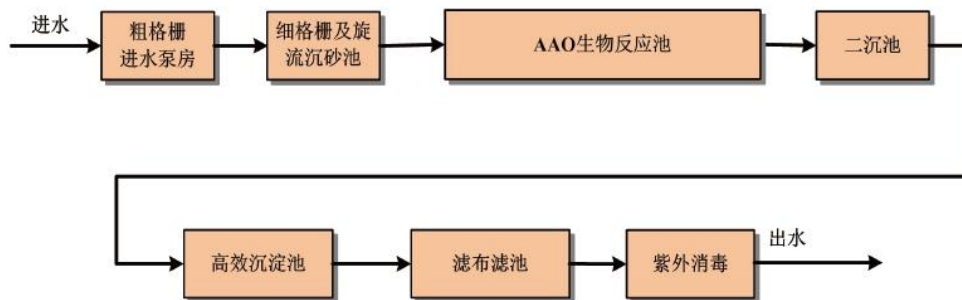 进水
粗格栅
进水泵房
细格栅及旋
流沉砂池
AAO生物反应池
二沉池
高效沉淀池
滤布滤池
紫外消毒
出水